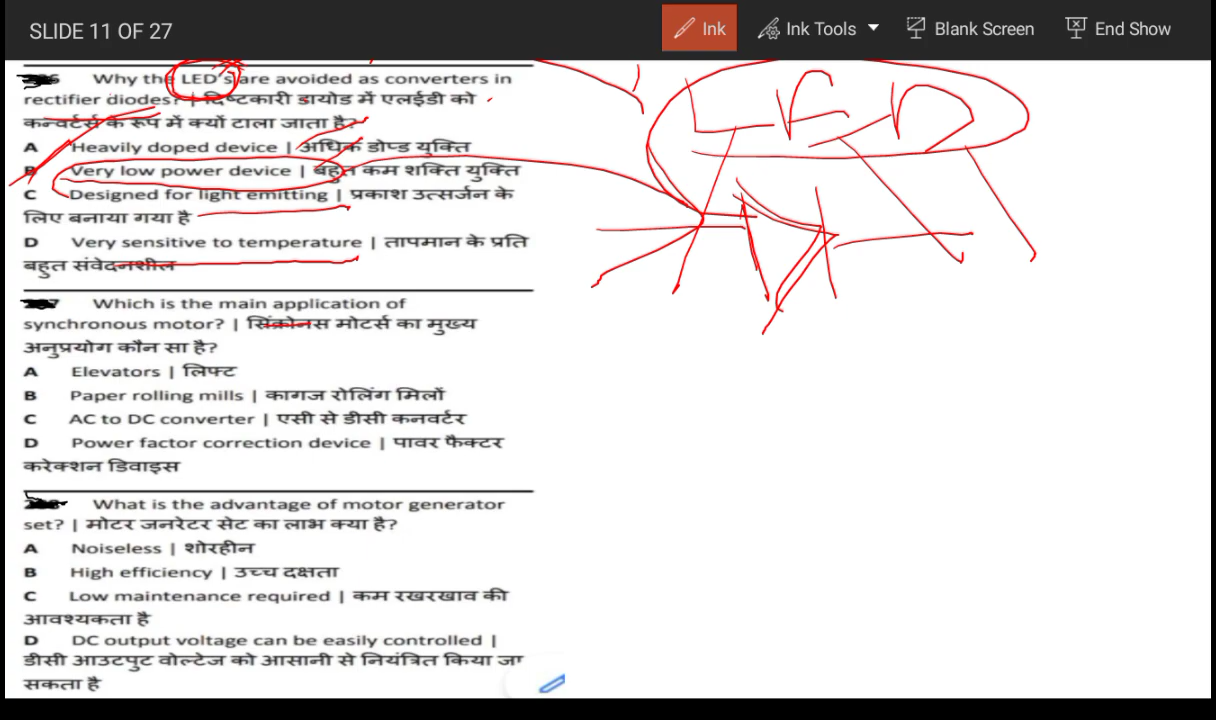 SLIDE 11 OF 27
Ink
Ink Tools
Blank Screen
End Show
Why the LED's are avoided as converters in
rectifier diodes? | दिष्टकारी डायोड में एलईडी को
कन्वर्टर्स के रूप में क्यों टाला जाता है?
A Heavily doped device | अधिक डोप्ड युक्ति
B Very low power device | बहुत कम शक्ति युक्ति
C Designed for light emitting | प्रकाश उत्सर्जन के
लिए बनाया गया है
D Very sensitive to temperature | तापमान के प्रति
बहुत संवेदनशील
Which is the main application of
synchronous motor? | सिंक्रोनस मोटर्स का मुख्य
अनुप्रयोग कौन सा है?
A Elevators | लिफ्ट
B Paper rolling mills | कागज रोलिंग मिलों
C AC to DC converter | एसी से डीसी कनवर्टर
D Power factor correction device | पावर फैक्टर
करेक्शन डिवाइस
What is the advantage of motor generator
set? | मोटर जनरेटर सेट का लाभ क्या है?
A Noiseless | शोरहीन
B High efficiency | उच्च दक्षता
C Low maintenance required | कम रखरखाव की
आवश्यकता है
D DC output voltage can be easily controlled |
डीसी आउटपुट वोल्टेज को आसानी से नियंत्रित किया जा
सकता है
LED